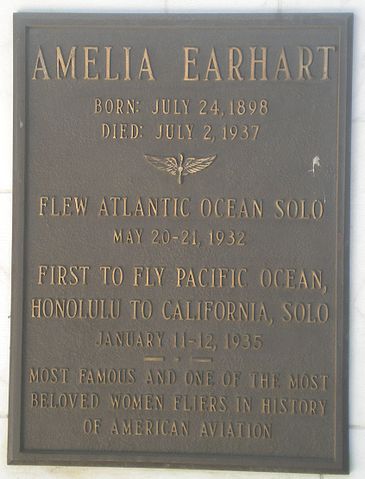 AMELIA EARHART
BORN: JULY 24, 1898
DIED: JULY 2, 1937
FLEW ATLANTIC OCEAN SOLO
MAY 20-21, 1932
FIRST TO FLY PACIFIC OCEAN,
HONOLULU TO CALIFORNIA, SOLO
JANUARY 11-12, 1935
MOST FAMOUS AND ONE OF THE MOST
BELOVED WOMEN FLIERS IN HISTORY
OF AMERICAN AVIATION